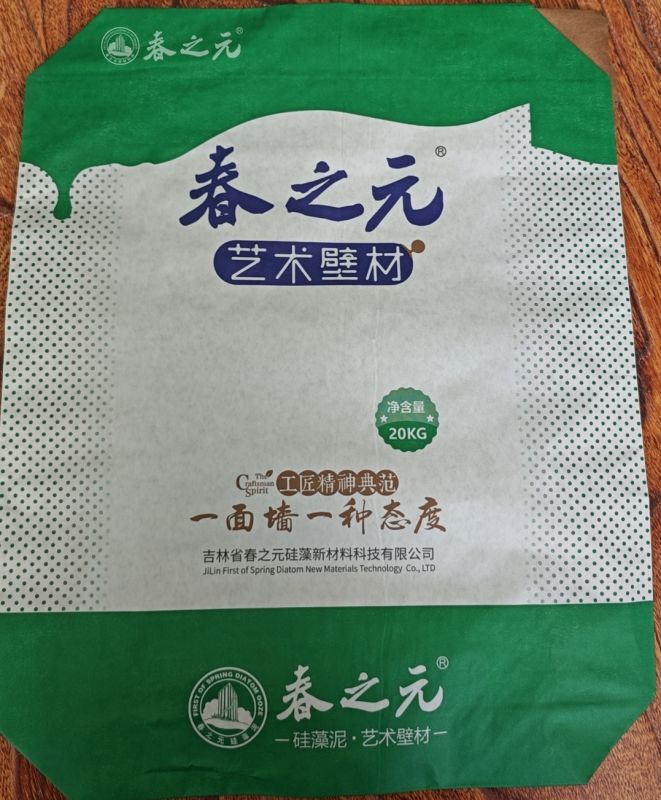 春之元®
春之元®
艺术壁材
净含量
20KG
The
Craftsman
Spirit
工匠精神典范
一面墙一种态度
吉林省春之元硅藻新材料科技有限公司
JiLin First of Spring Diatom New Materials Technology Co., LTD
FIRST OF SPRING DIATOM OOZE
春之元硅藻泥
春之元®
硅藻泥·艺术壁材